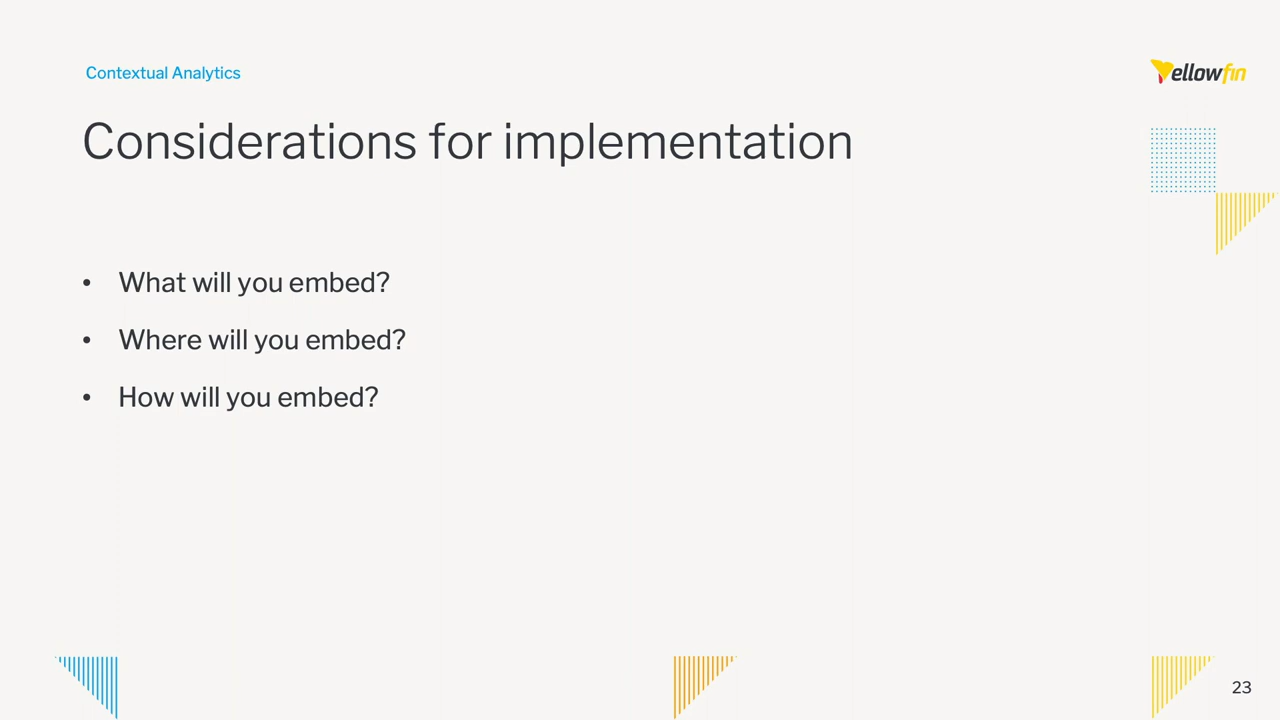 Contextual Analytics
Yellowfin
Considerations for implementation
• What will you embed?
• Where will you embed?
• How will you embed?
23